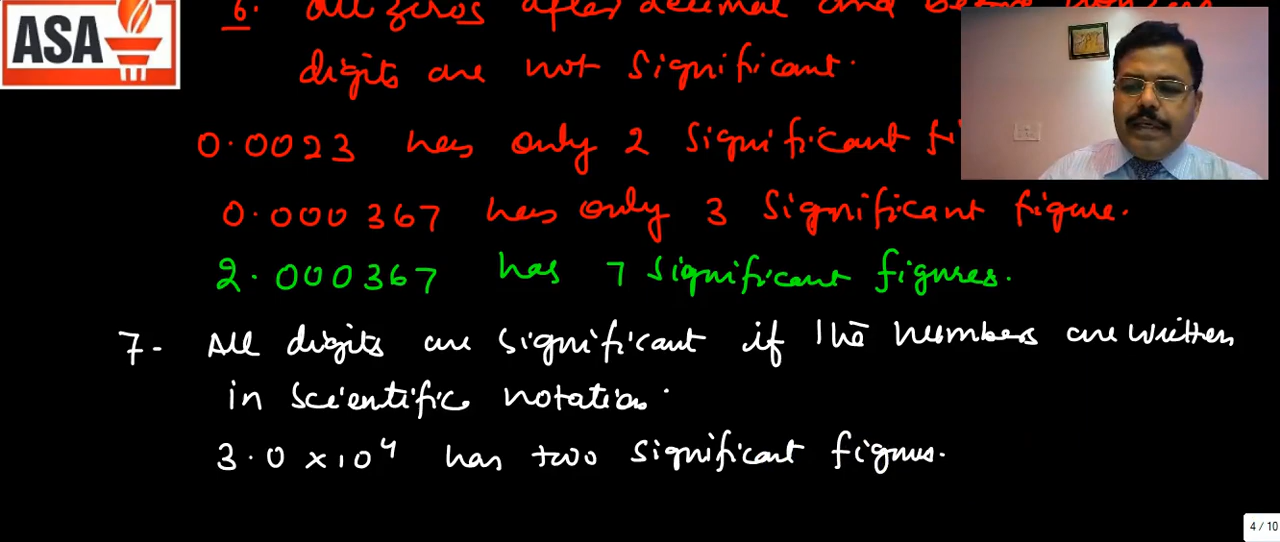 ASA
6. All zeros after decimal and before
digits are not significant.
0.0023 has only 2 significant
0.000367 has only 3 significant figure.
2.000367 has 7 significant figures.
7- All digits are significant if the numbers are written
in scientific notation.
3.0 × 10⁴ has two significant figures.
4 / 10